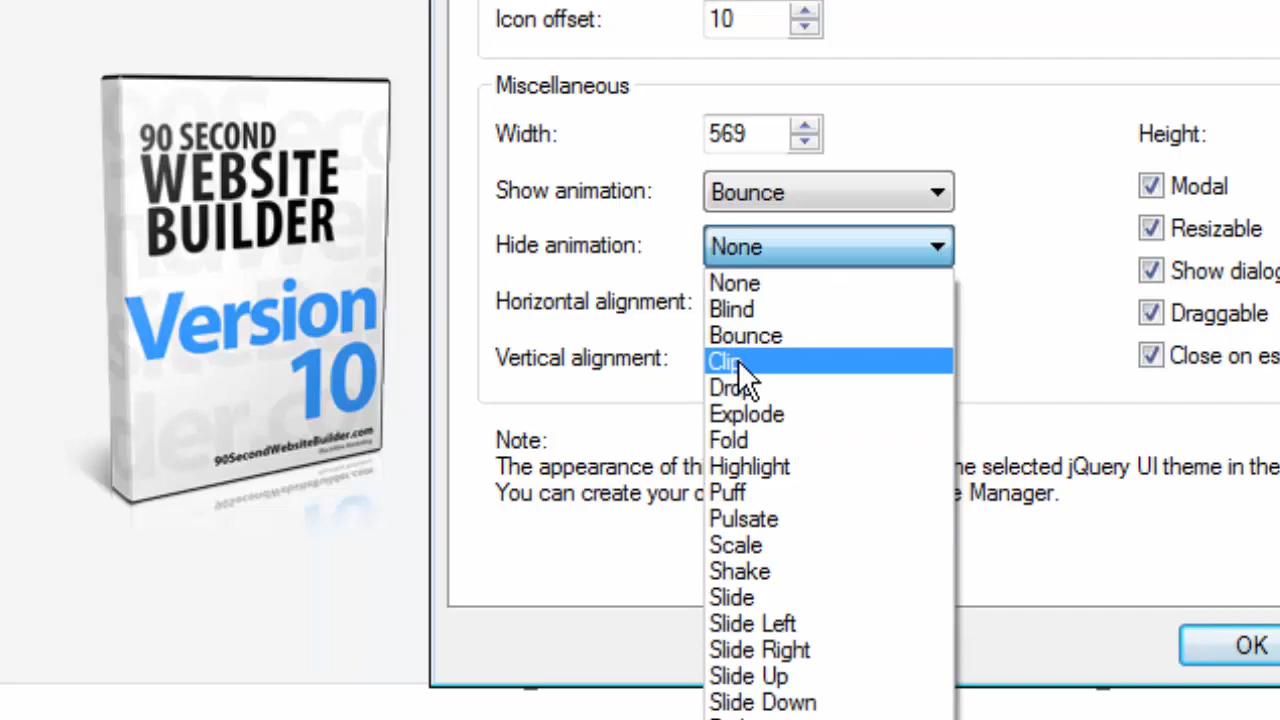 Icon offset: 10
90 SECOND
WEBSITE
BUILDER
Version
10
90SecondWebsiteBuilder.com
Miscellaneous
Width: 569 Height:
Show animation: Bounce Modal
Resizable
Hide animation: None Show
Horizontal alignment: Draggable
Vertical alignment: Close on
None
Blind
Bounce
Explode
Fold
Highlight
Puff
Pulsate
Scale
Shake
Slide
Slide Left
Slide Right
Slide Up
Slide Down
Note:
The appearance of selected jQuery UI theme in the
You can create your Manager.
OK